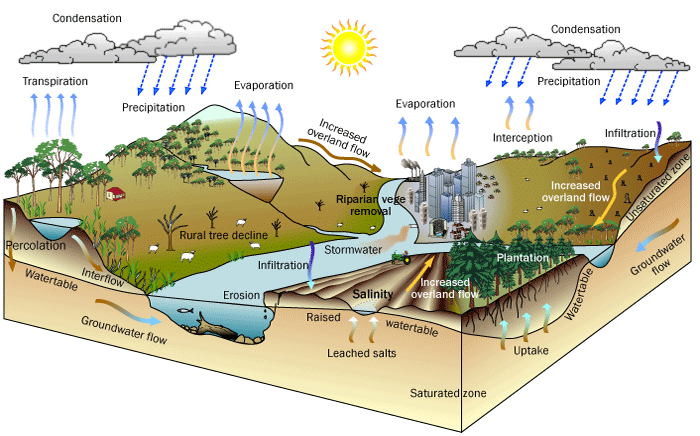 Condensation
Condensation
Transpiration
Precipitation
Evaporation
Evaporation
Precipitation
Increased
overland flow
Interception
Infiltration
Unsaturated zone
Increased
overland flow
Riparian vege
removal
Rural tree decline
Stormwater
Percolation
Interflow
Watertable
Infiltration
Plantation
Groundwater
flow
Erosion
Salinity
Increased
overland flow
Watertable
Groundwater flow
Raised
watertable
Leached salts
Uptake
Saturated zone